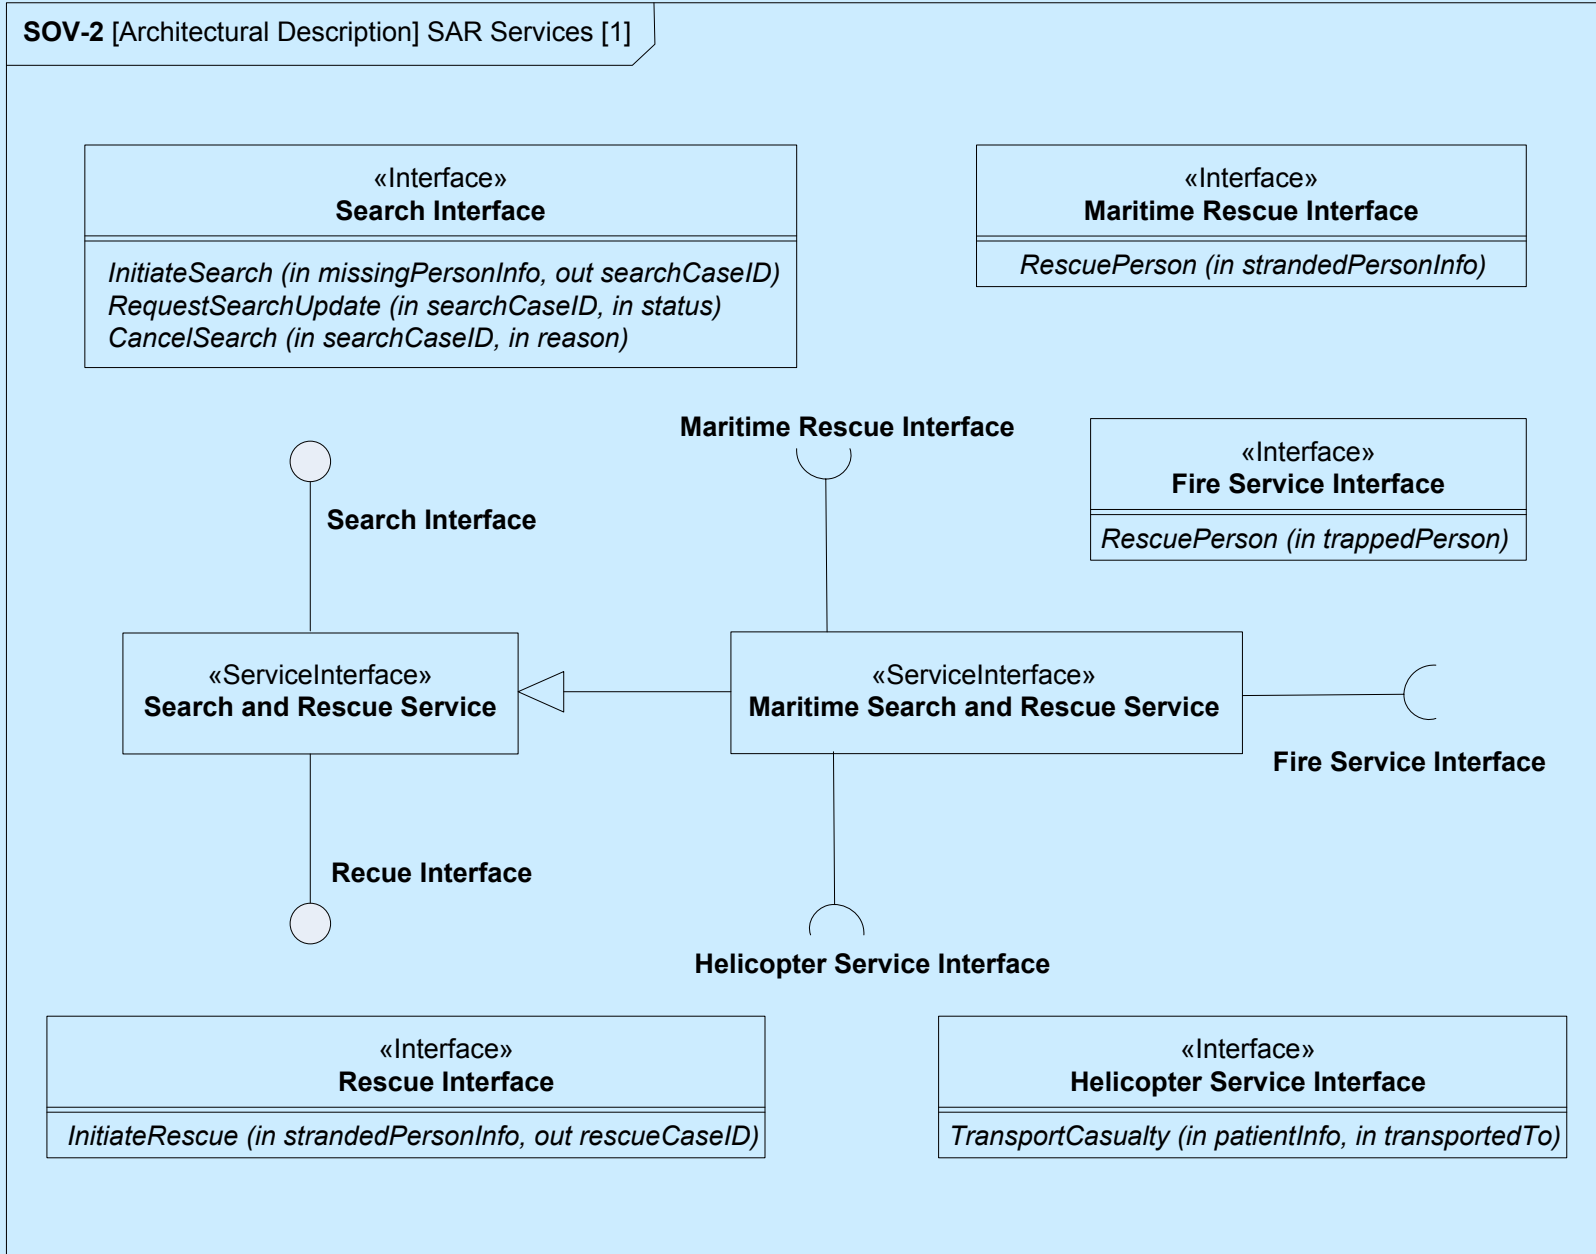 SOV-2 [Architectural Description] SAR Services [1]
«Interface»
Search Interface
InitiateSearch (in missingPersonInfo, out searchCaseID)
RequestSearchUpdate (in searchCaseID, in status)
CancelSearch (in searchCaseID, in reason)
«Interface»
Maritime Rescue Interface
RescuePerson (in strandedPersonInfo)
Maritime Rescue Interface
«Interface»
Fire Service Interface
RescuePerson (in trappedPerson)
Search Interface
«ServiceInterface»
Search and Rescue Service
«ServiceInterface»
Maritime Search and Rescue Service
Fire Service Interface
Recue Interface
Helicopter Service Interface
«Interface»
Rescue Interface
InitiateRescue (in strandedPersonInfo, out rescueCaseID)
«Interface»
Helicopter Service Interface
TransportCasualty (in patientInfo, in transportedTo)